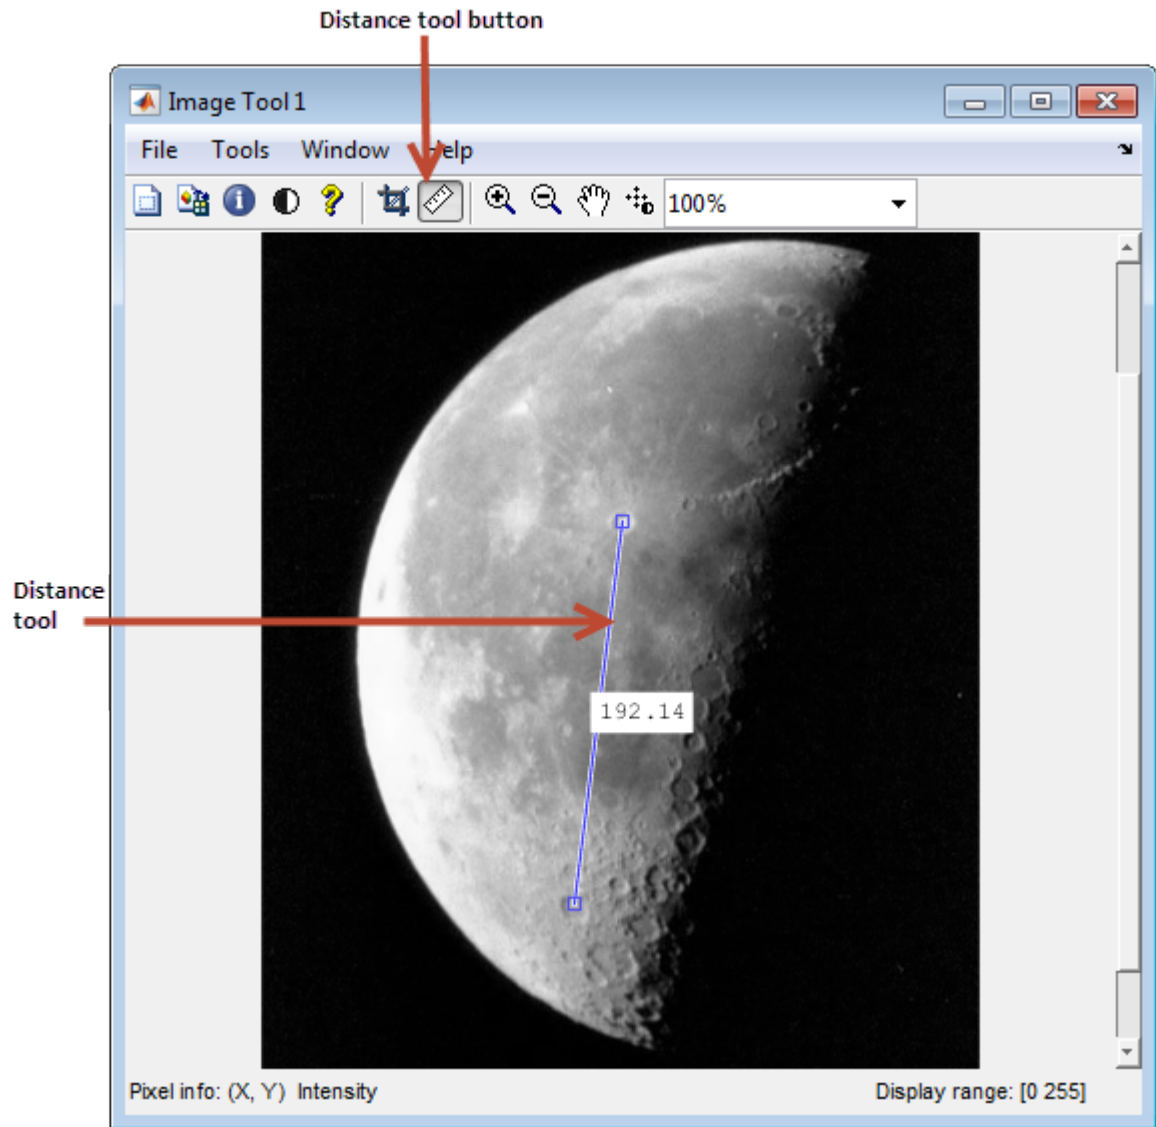 Distance tool button
Image Tool 1
File Tools Window Help
100%
Distance
tool
192.14
Pixel info: (X, Y) Intensity
Display range: [0 255]